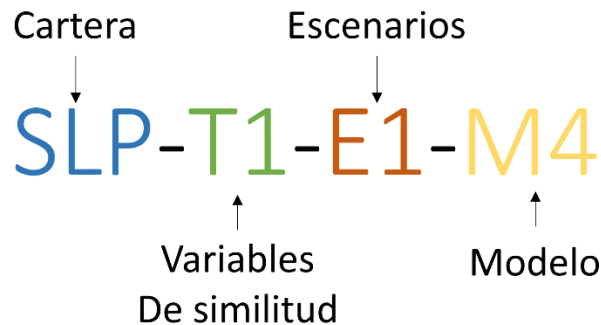 Cartera Escenarios
SLP-T1-E1-M4
Variables Modelo
De similitud